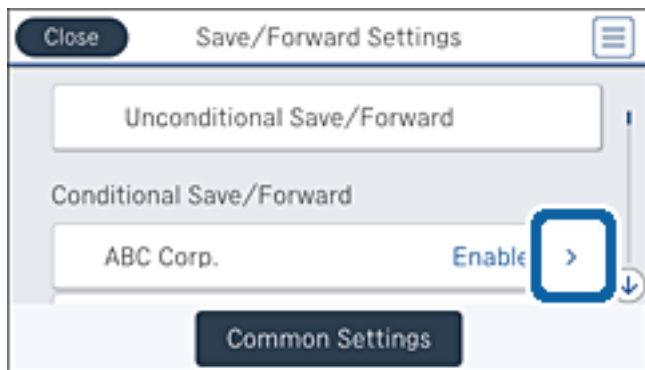 Close Save/Forward Settings
Unconditional Save/Forward
Conditional Save/Forward
ABC Corp. Enable >
Common Settings